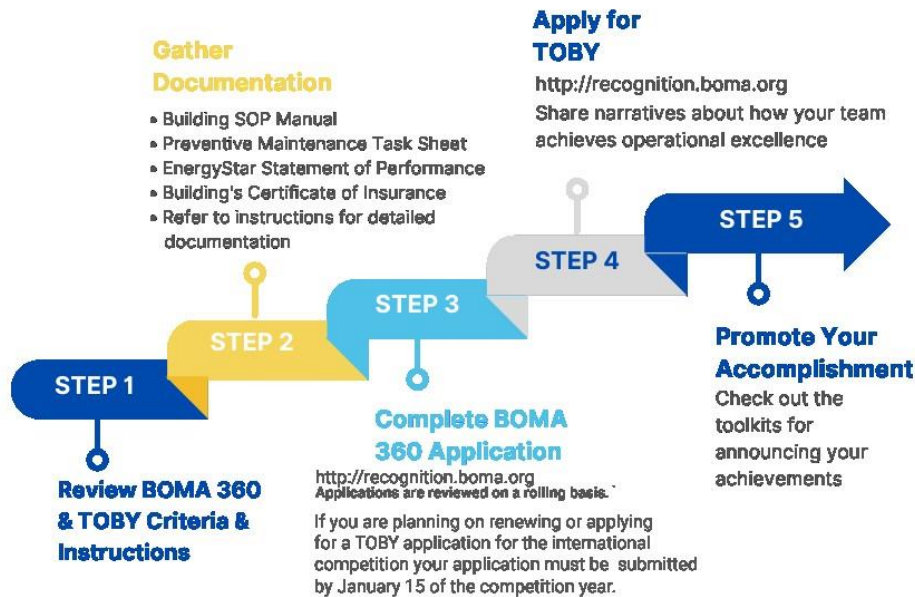 STEP 1
Review BOMA 360
& TOBY Criteria &
Instructions
STEP 2
Gather
Documentation
• Building SOP Manual
• Preventive Maintenance Task Sheet
• EnergyStar Statement of Performance
• Building's Certificate of Insurance
• Refer to instructions for detailed
documentation
STEP 3
Complete BOMA
360 Application
http://recognition.boma.org
Applications are reviewed on a rolling basis.`
If you are planning on renewing or applying
for a TOBY application for the international
competition your application must be submitted
by January 15 of the competition year.
STEP 4
Apply for
TOBY
http://recognition.boma.org
Share narratives about how your team
achieves operational excellence
STEP 5
Promote Your
Accomplishment
Check out the
toolkits for
announcing your
achievements